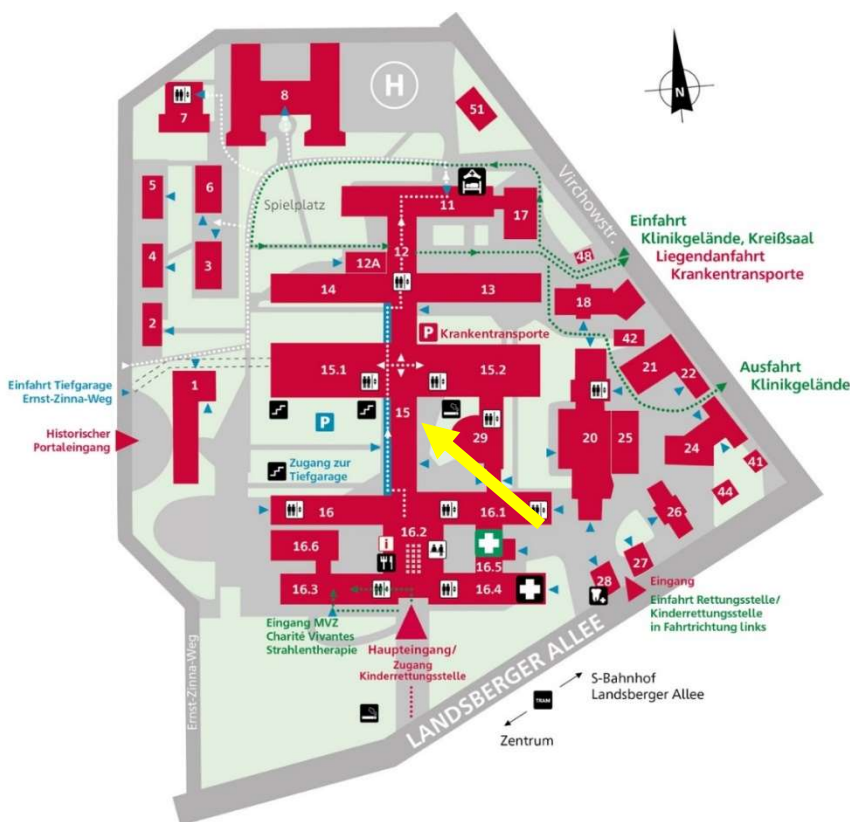 8
H
51
N
7
Virchowstr.
5
6
Spielplatz
11
17
Einfahrt
Klinikgelände, Kreißsaal
Liegendanfahrt
Krankentransporte
4
3
12
12A
48
14
13
18
2
P Krankentransporte
42
21
22
15.1
15.2
Ausfahrt
Klinikgelände
Einfahrt Tiefgarage
Ernst-Zinna-Weg
1
15
P
29
20
25
24
Historischer
Portaleingang
Zugang zur
Tiefgarage
41
44
16
16.1
26
16.2
i
16.6
16.5
27
28
16.3
16.4
Eingang
Einfahrt Rettungsstelle/
Kinderrettungsstelle
in Fahrtrichtung links
Eingang MVZ
Charité Vivantes
Strahlentherapie
Haupteingang/
Zugang
Kinderrettungsstelle
Ernst-Zinna-Weg
LANDSBERGER ALLEE
S-Bahnhof
Landsberger Allee
TRAM
Zentrum